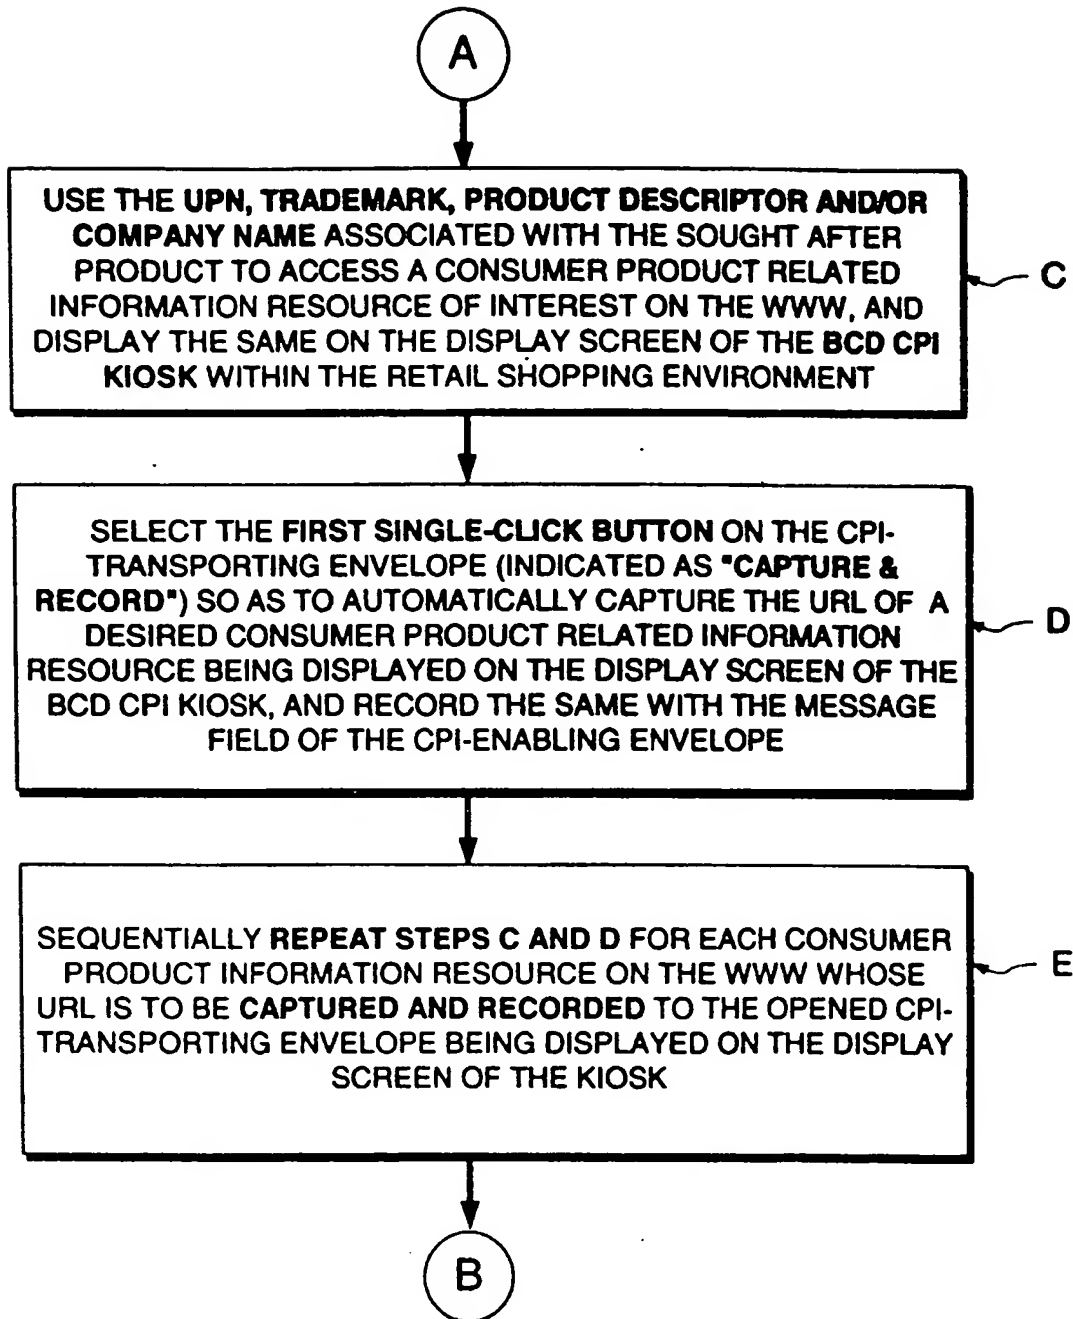 A
USE THE UPN, TRADEMARK, PRODUCT DESCRIPTOR AND/OR
COMPANY NAME ASSOCIATED WITH THE SOUGHT AFTER
PRODUCT TO ACCESS A CONSUMER PRODUCT RELATED
INFORMATION RESOURCE OF INTEREST ON THE WWW, AND
DISPLAY THE SAME ON THE DISPLAY SCREEN OF THE BCD CPI
KIOSK WITHIN THE RETAIL SHOPPING ENVIRONMENT
C
SELECT THE FIRST SINGLE-CLICK BUTTON ON THE CPI-
TRANSPORTING ENVELOPE (INDICATED AS "CAPTURE &
RECORD") SO AS TO AUTOMATICALLY CAPTURE THE URL OF A
DESIRED CONSUMER PRODUCT RELATED INFORMATION
RESOURCE BEING DISPLAYED ON THE DISPLAY SCREEN OF THE
BCD CPI KIOSK, AND RECORD THE SAME WITH THE MESSAGE
FIELD OF THE CPI-ENABLING ENVELOPE
D
SEQUENTIALLY REPEAT STEPS C AND D FOR EACH CONSUMER
PRODUCT INFORMATION RESOURCE ON THE WWW WHOSE
URL IS TO BE CAPTURED AND RECORDED TO THE OPENED CPI-
TRANSPORTING ENVELOPE BEING DISPLAYED ON THE DISPLAY
SCREEN OF THE KIOSK
E
B